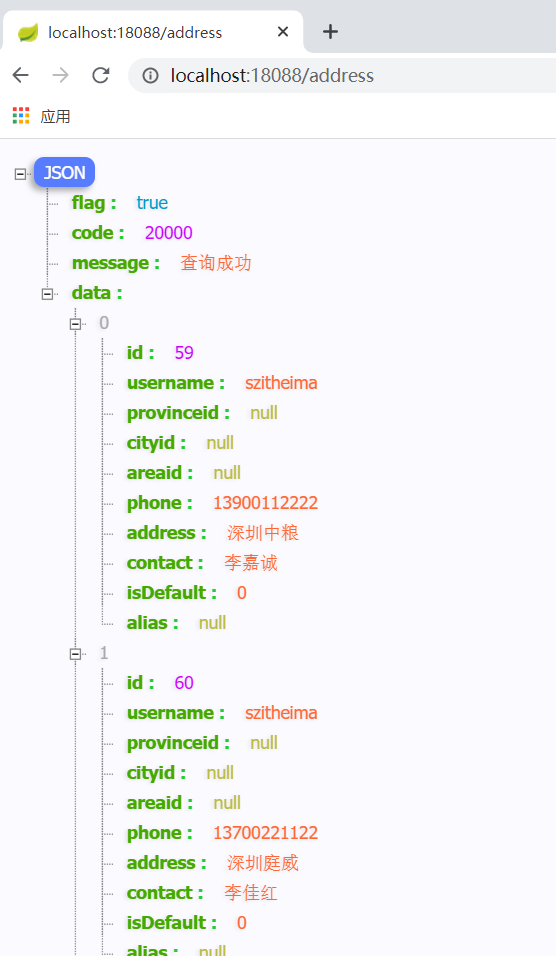 localhost:18088/address
localhost:18088/address
应用
JSON
flag : true
code : 20000
message : 查询成功
data :
0
id : 59
username : szitheima
provinceid : null
cityid : null
areaid : null
phone : 13900112222
address : 深圳中粮
contact : 李嘉诚
isDefault : 0
alias : null
1
id : 60
username : szitheima
provinceid : null
cityid : null
areaid : null
phone : 13700221122
address : 深圳庭威
contact : 李佳红
isDefault : 0
alias : null